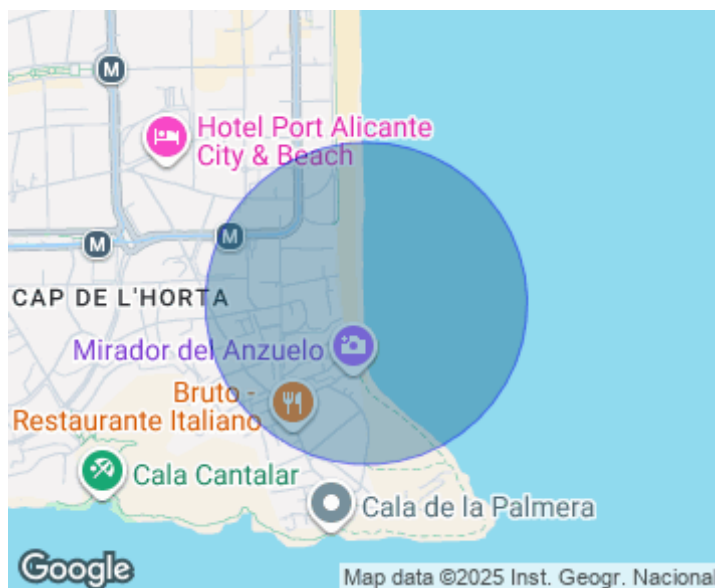 M
Hotel Port Alicante
City & Beach
M
M
CAP DE L'HORTA
Mirador del Anzuelo
Bruto -
Restaurante Italiano
Cala Cantalar
Cala de la Palmera
Google
Map data ©2025 Inst. Geogr. Nacional